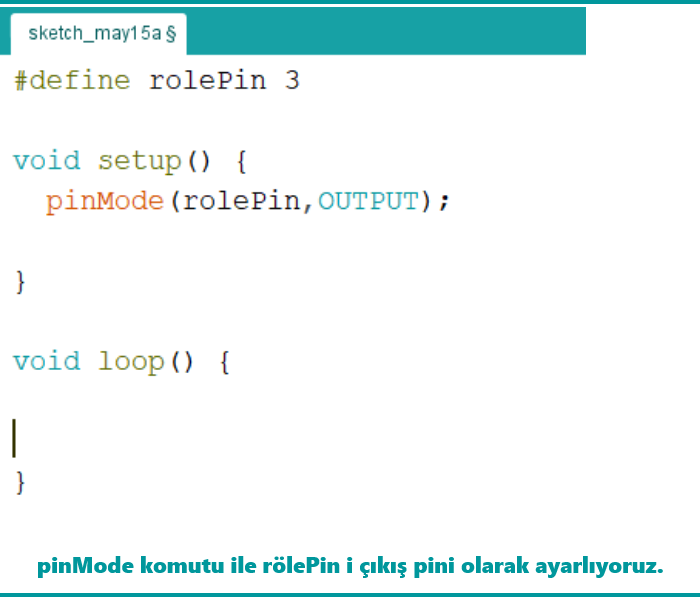 sketch_may15a §
#define rolePin 3
void setup() {
pinMode(rolePin,OUTPUT);
}
void loop() {
}
pinMode komutu ile rölePin i çıkış pini olarak ayarlıyoruz.